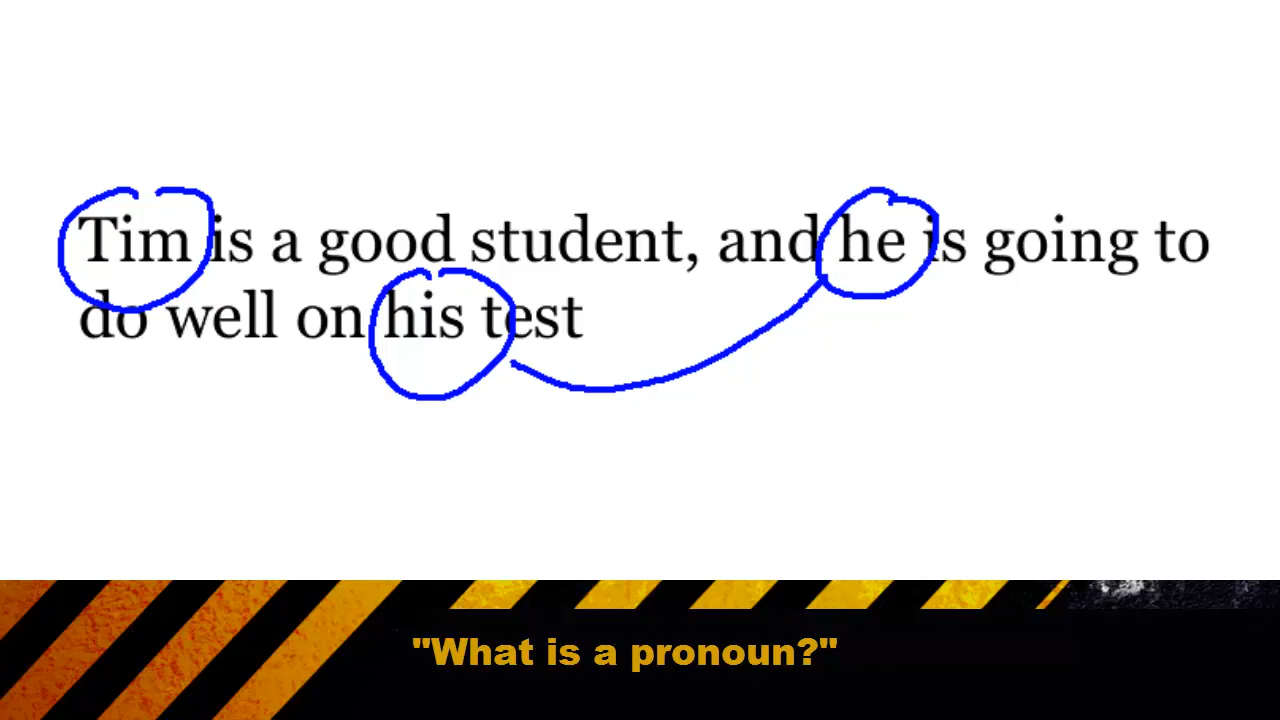 Tim is a good student, and he is going to
do well on his test
"What is a pronoun?"